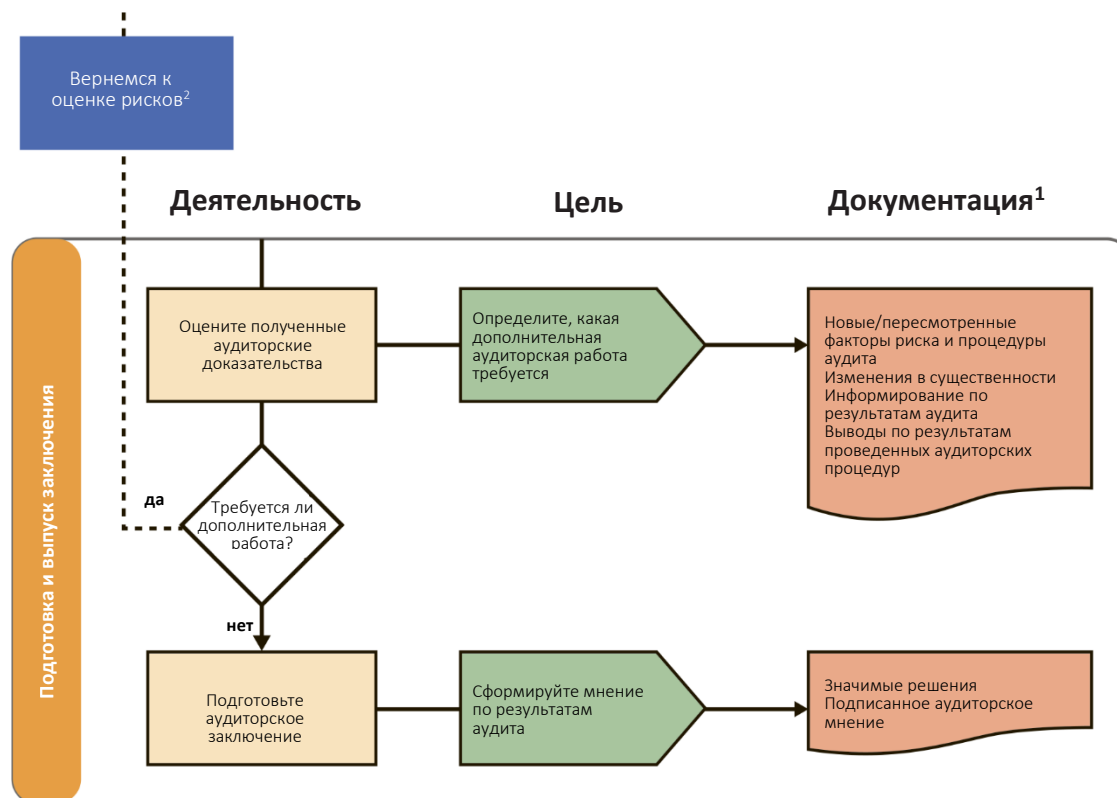 Вернемся к
оценке рисков²
Деятельность
Цель
Документация¹
Подготовка и выпуск заключения
Оцените полученные
аудиторские
доказательства
Определите, какая
дополнительная
аудиторская работа
требуется
Новые/пересмотренные
факторы риска и процедуры
аудита
Изменения в существенности
Информирование по
результатам аудита
Выводы по результатам
проведенных аудиторских
процедур
да
Требуется ли
дополнительная
работа?
нет
Подготовьте
аудиторское
заключение
Сформируйте мнение
по результатам
аудита
Значимые решения
Подписанное аудиторское
мнение